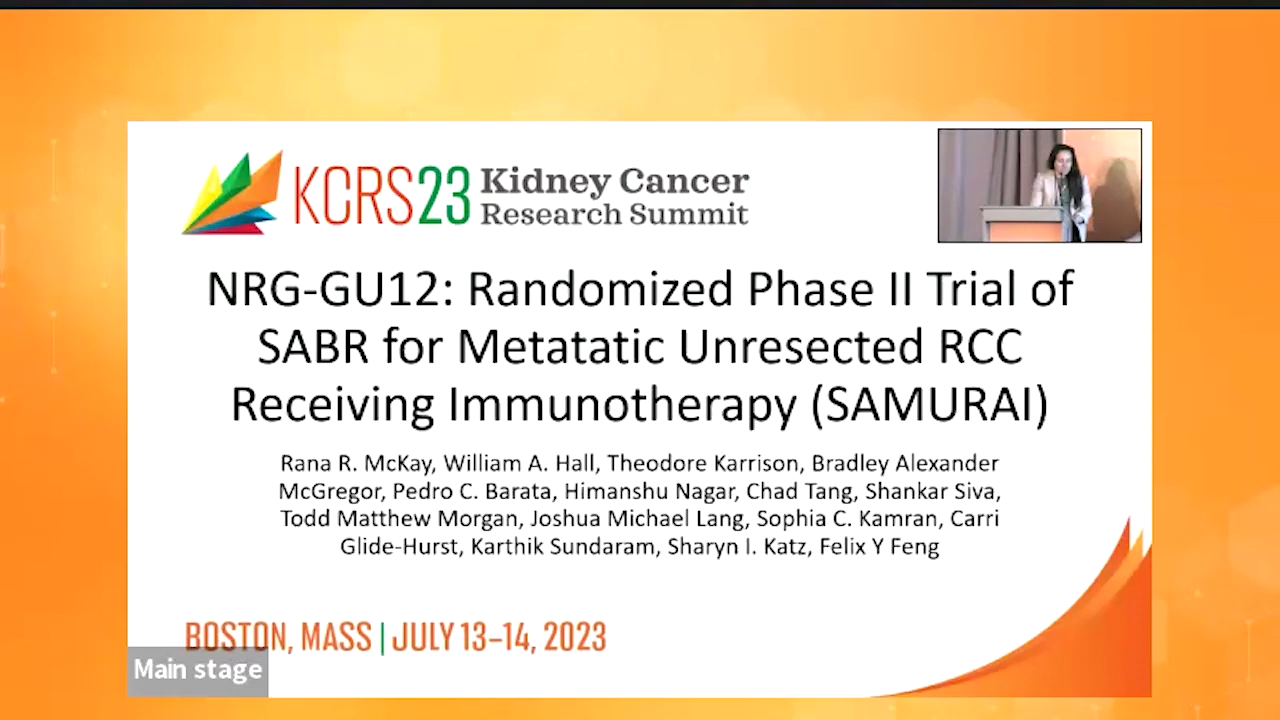 KCRS23 Kidney Cancer
Research Summit
NRG-GU12: Randomized Phase II Trial of
SABR for Metatatic Unresected RCC
Receiving Immunotherapy (SAMURAI)
Rana R. McKay, William A. Hall, Theodore Karrison, Bradley Alexander
McGregor, Pedro C. Barata, Himanshu Nagar, Chad Tang, Shankar Siva,
Todd Matthew Morgan, Joshua Michael Lang, Sophia C. Kamran, Carri
Glide-Hurst, Karthik Sundaram, Sharyn I. Katz, Felix Y Feng
BOSTON, MASS | JULY 13–14, 2023
Main stage